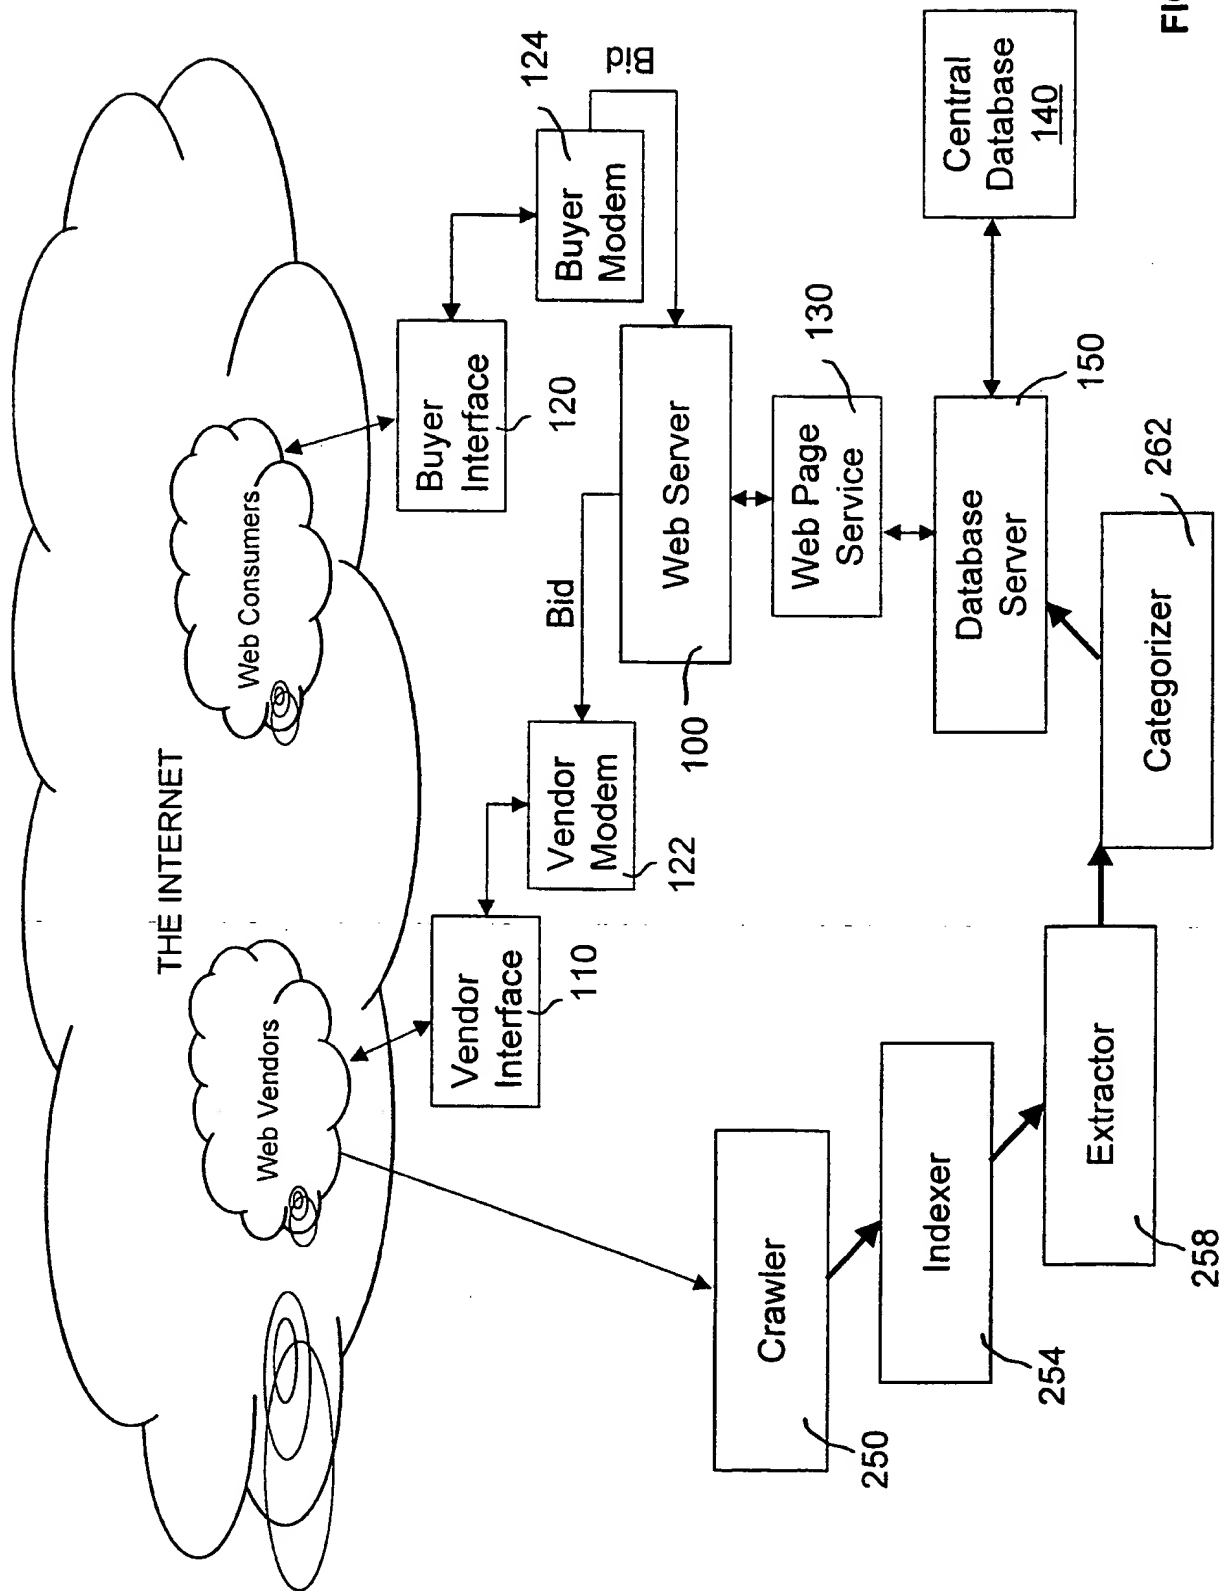 THE INTERNET
Web Vendors
Web Consumers
Vendor
Interface
110
Buyer
Interface
120
Vendor
Modem
122
Buyer
Modem
124
Bid
Bid
Web Server
100
Web Page
Service
130
Database
Server
150
Central
Database
140
Crawler
250
Indexer
254
Extractor
258
Categorizer
262